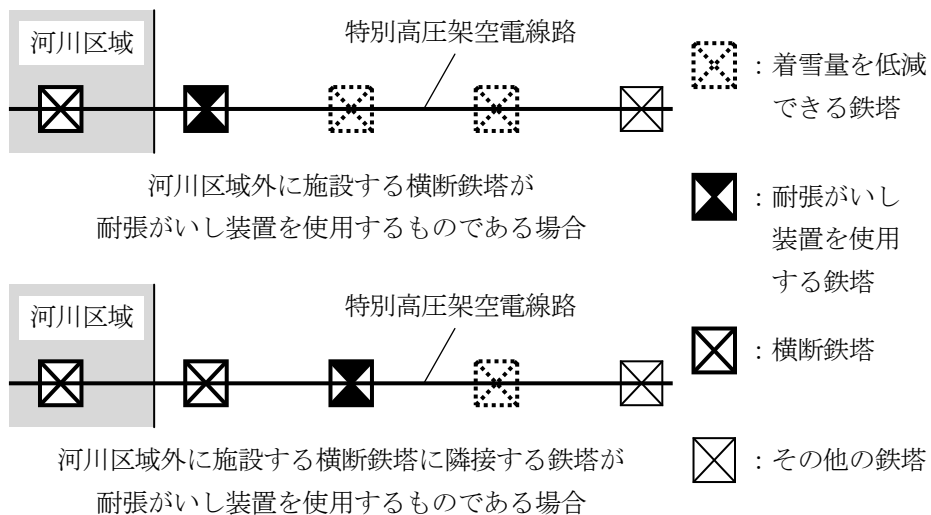 河川区域
特別高圧架空電線路
河川区域外に施設する横断鉄塔が
耐張がいし装置を使用するものである場合
河川区域
特別高圧架空電線路
河川区域外に施設する横断鉄塔に隣接する鉄塔が
耐張がいし装置を使用するものである場合
：着雪量を低減
できる鉄塔
：耐張がいし
装置を使用
する鉄塔
：横断鉄塔
：その他の鉄塔